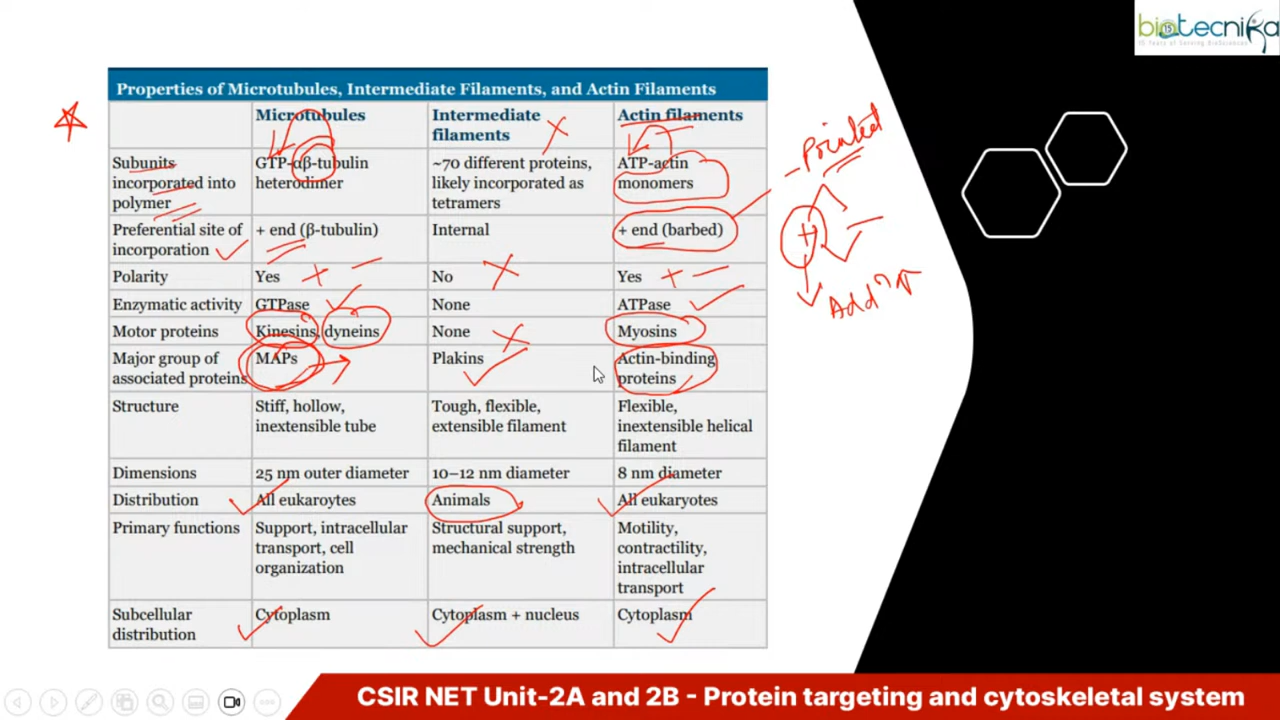 biotecnika
15 Years of Serving BioSciences
Properties of Microtubules, Intermediate Filaments, and Actin Filaments
Microtubules
Intermediate filaments
Actin filaments
Subunits incorporated into polymer
GTP-αβ-tubulin heterodimer
~70 different proteins, likely incorporated as tetramers
ATP-actin monomers
Preferential site of incorporation
+ end (β-tubulin)
Internal
+ end (barbed)
Polarity
Yes + –
No
Yes + –
Enzymatic activity
GTPase
None
ATPase
Motor proteins
Kinesins, dyneins
None
Myosins
Major group of associated proteins
MAPs
Plakins
Actin-binding proteins
Structure
Stiff, hollow, inextensible tube
Tough, flexible, extensible filament
Flexible, inextensible helical filament
Dimensions
25 nm outer diameter
10–12 nm diameter
8 nm diameter
Distribution
All eukaroytes
Animals
All eukaryotes
Primary functions
Support, intracellular transport, cell organization
Structural support, mechanical strength
Motility, contractility, intracellular transport
Subcellular distribution
Cytoplasm
Cytoplasm + nucleus
Cytoplasm
– Pointed
+
CSIR NET Unit-2A and 2B - Protein targeting and cytoskeletal system